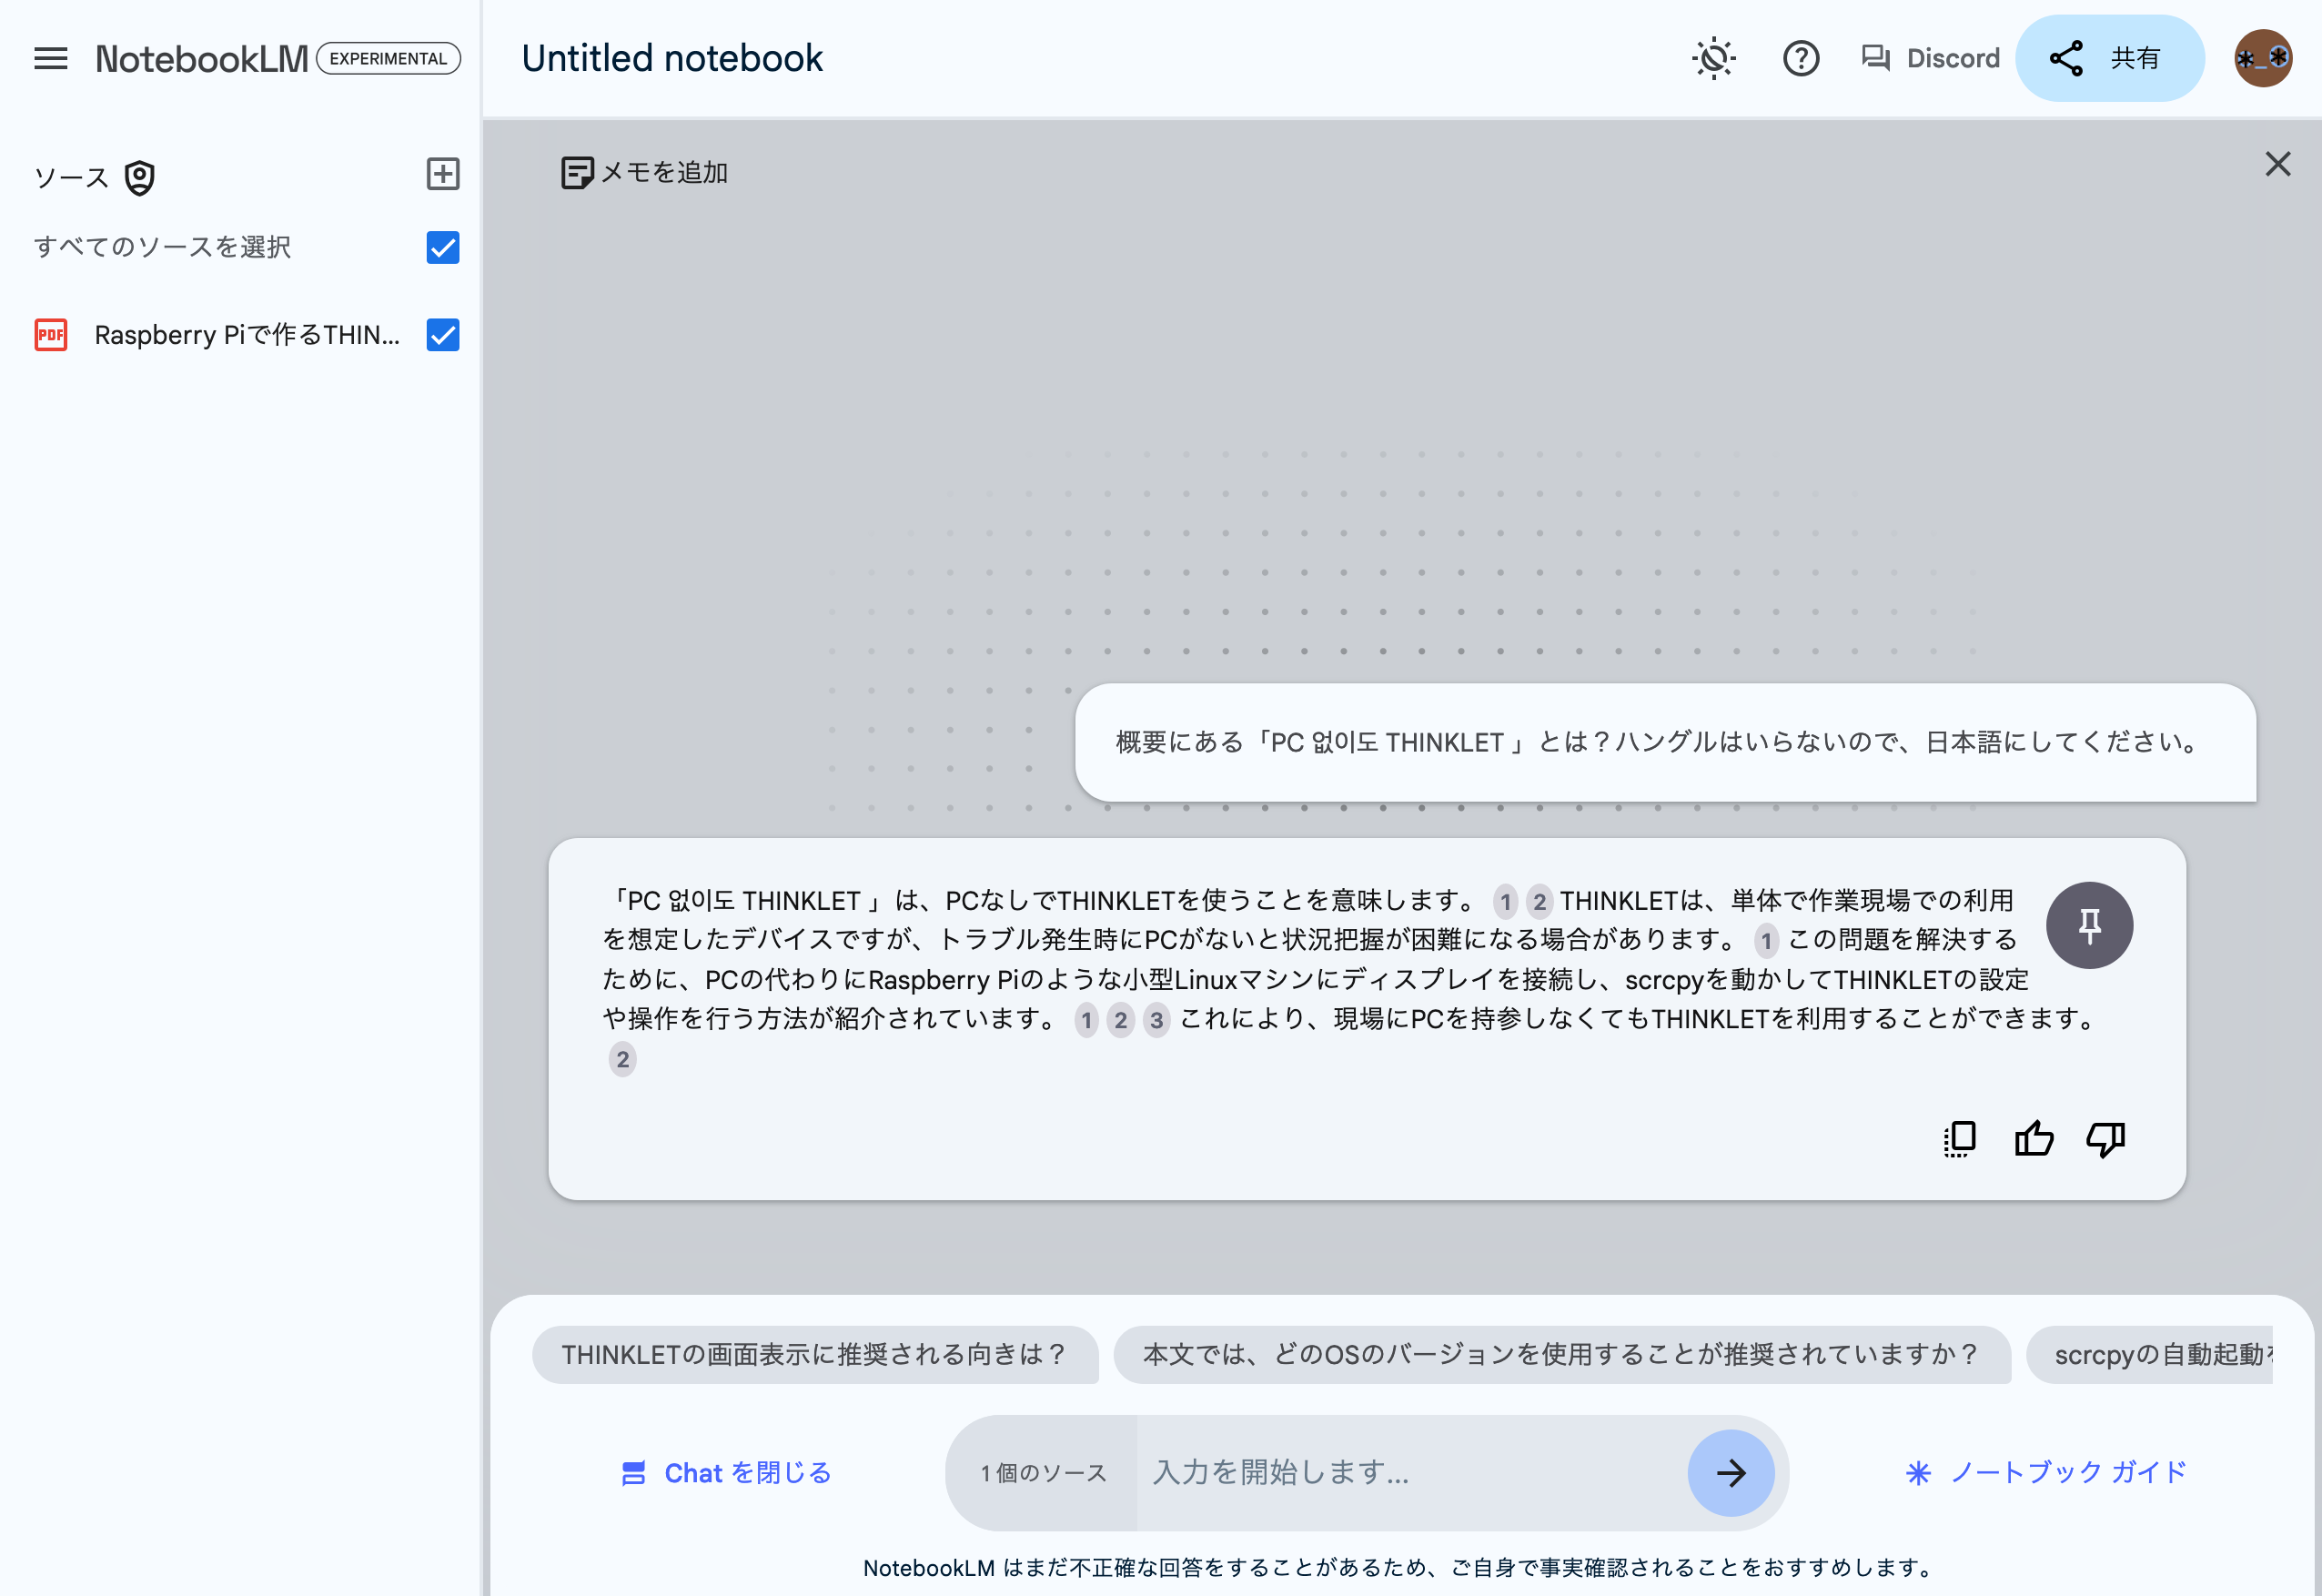 NotebookLM EXPERIMENTAL
Untitled notebook
Discord
共有
ソース
すべてのソースを選択
PDF Raspberry Piで作るTHIN...
メモを追加
概要にある「PC 없이도 THINKLET 」とは？ハングルはいらないので、日本語にしてください。
「PC 없이도 THINKLET 」は、PCなしでTHINKLETを使うことを意味します。 1 2 THINKLETは、単体で作業現場での利用
を想定したデバイスですが、トラブル発生時にPCがないと状況把握が困難になる場合があります。 1 この問題を解決する
ために、PCの代わりにRaspberry Piのような小型Linuxマシンにディスプレイを接続し、scrcpyを動かしてTHINKLETの設定
や操作を行う方法が紹介されています。 1 2 3 これにより、現場にPCを持参しなくてもTHINKLETを利用することができます。
2
THINKLETの画面表示に推奨される向きは？
本文では、どのOSのバージョンを使用することが推奨されていますか？
scrcpyの自動起動
Chat を閉じる
1 個のソース
入力を開始します...
ノートブック ガイド
NotebookLM はまだ不正確な回答をすることがあるため、ご自身で事実確認されることをおすすめします。